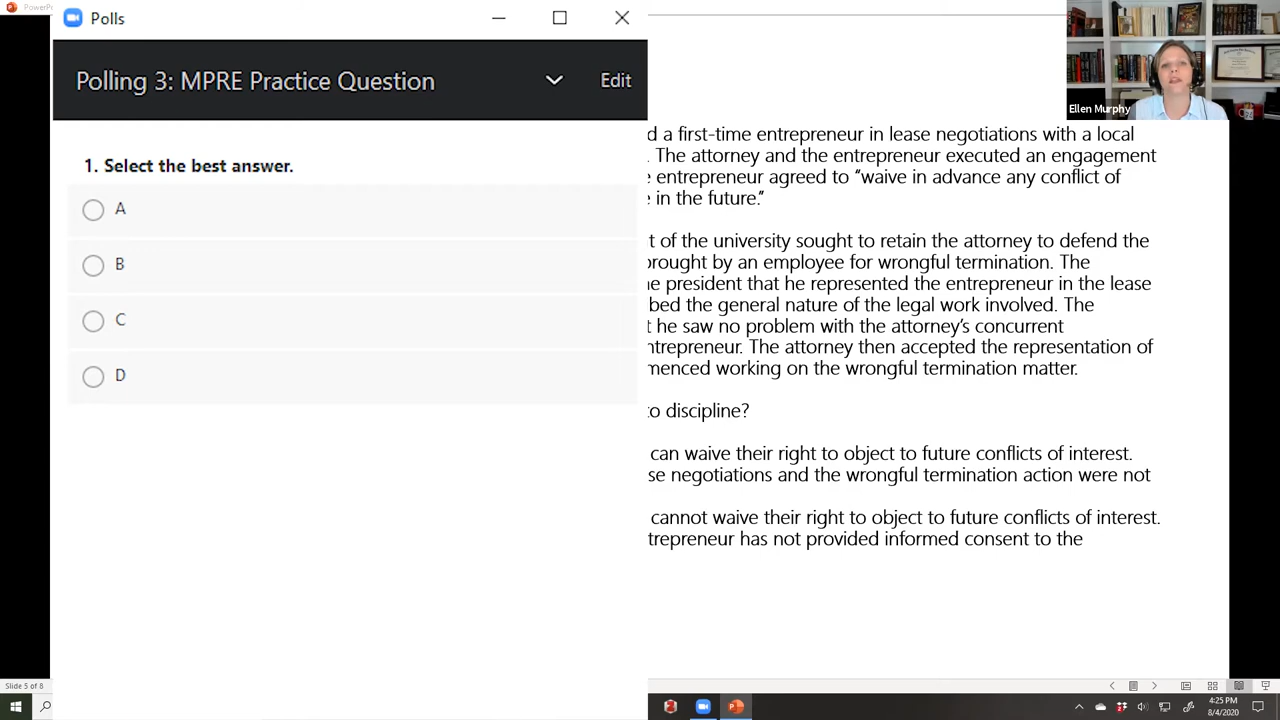 PowerPo
Polls
Polling 3: MPRE Practice Question
Edit
1. Select the best answer.
A
B
C
D
Ellen Murphy
d a first-time entrepreneur in lease negotiations with a local
. The attorney and the entrepreneur executed an engagement
e entrepreneur agreed to “waive in advance any conflict of
e in the future.”
t of the university sought to retain the attorney to defend the
brought by an employee for wrongful termination. The
he president that he represented the entrepreneur in the lease
bed the general nature of the legal work involved. The
t he saw no problem with the attorney’s concurrent
ntrepreneur. The attorney then accepted the representation of
menced working on the wrongful termination matter.
to discipline?
can waive their right to object to future conflicts of interest.
se negotiations and the wrongful termination action were not
cannot waive their right to object to future conflicts of interest.
trepreneur has not provided informed consent to the
Slide 5 of 8
4:25 PM
8/4/2020